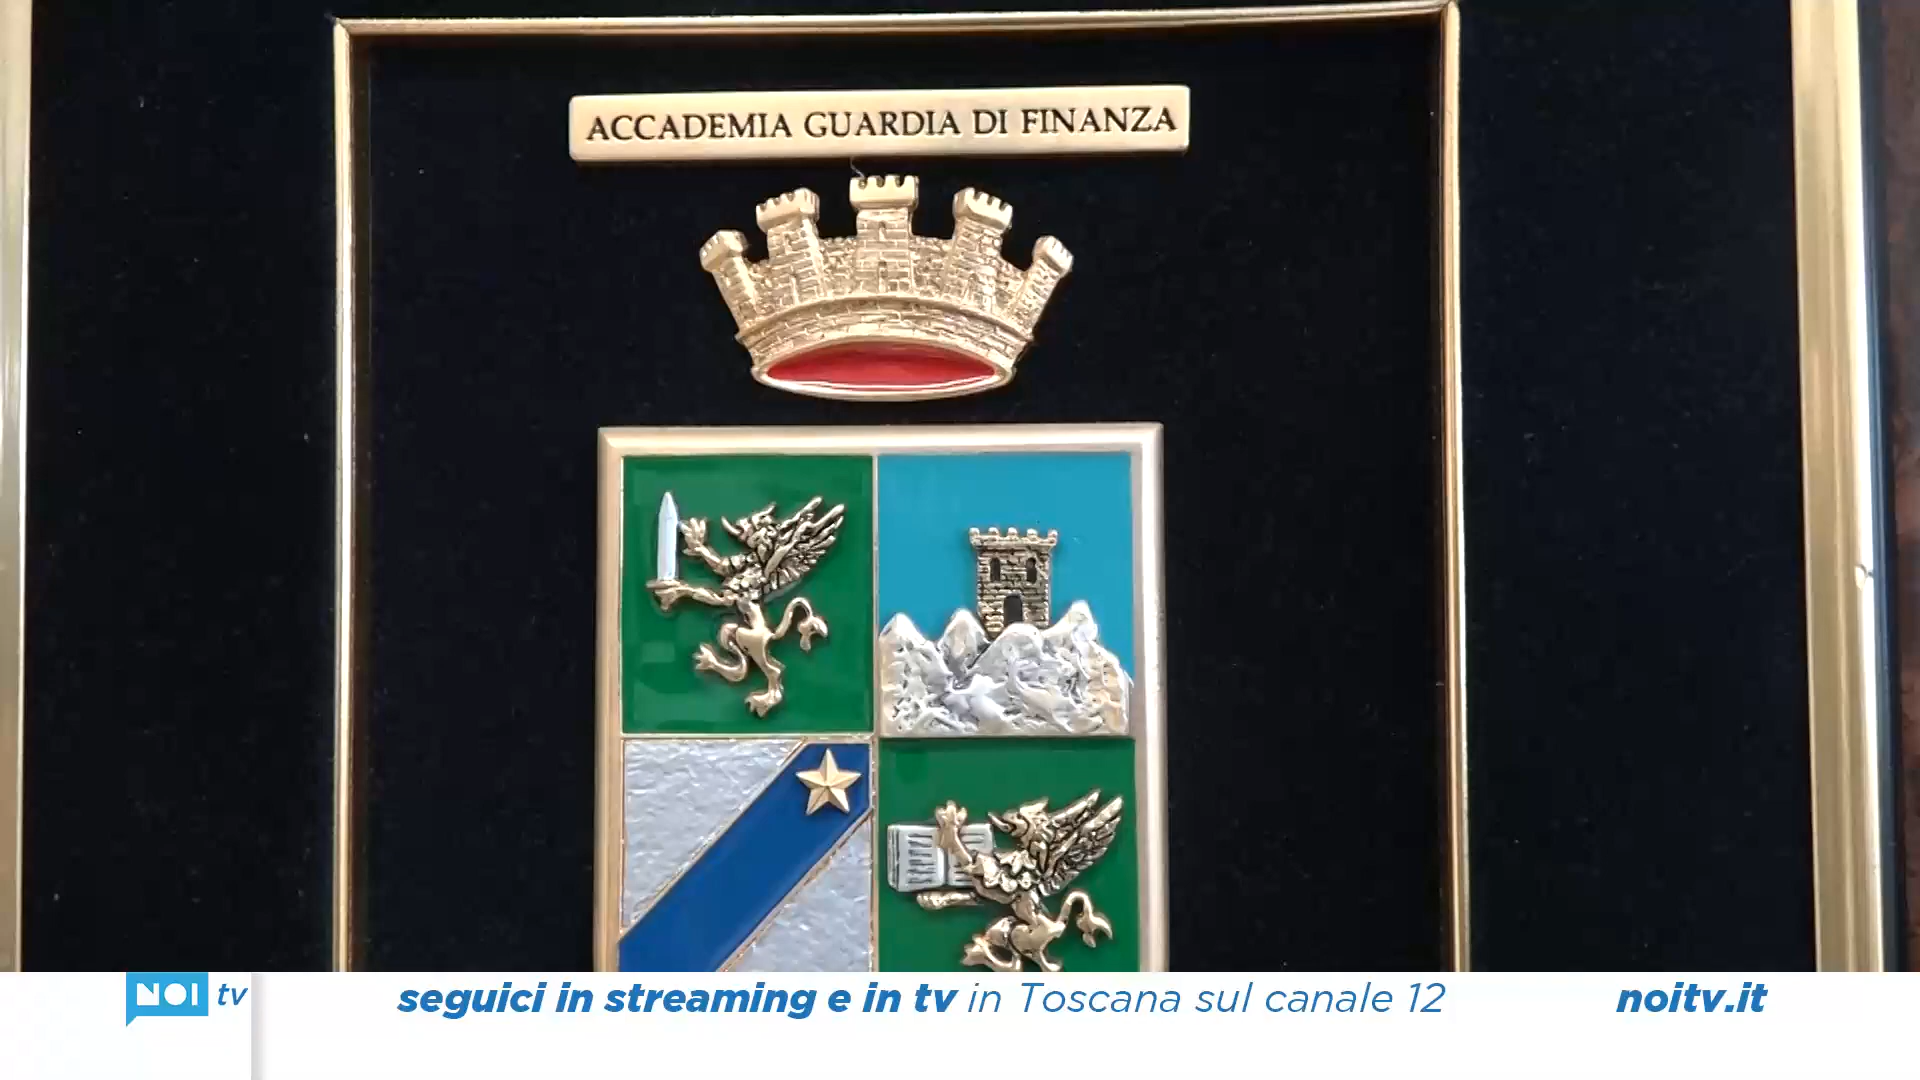 ACCADEMIA GUARDIA DI FINANZA
NOI tv
seguici in streaming e in tv in Toscana sul canale 12
noitv.it